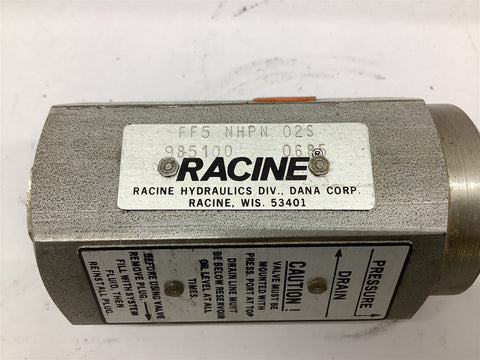 FF5 NHPN 02S
985100 0685
RACINE®
RACINE HYDRAULICS DIV., DANA CORP.
RACINE, WIS. 53401
PRESSURE
DRAIN
CAUTION!
VALVE MUST BE
MOUNTED WITH
PRESS. PORT AT TOP
DRAIN LINE MUST
BE BELOW RESERVOIR
OIL LEVEL AT ALL
TIMES.
BEFORE USING VALVE
REMOVE PLUG,
FILL WITH SYSTEM
FLUID, THEN
REINSTALL PLUG.